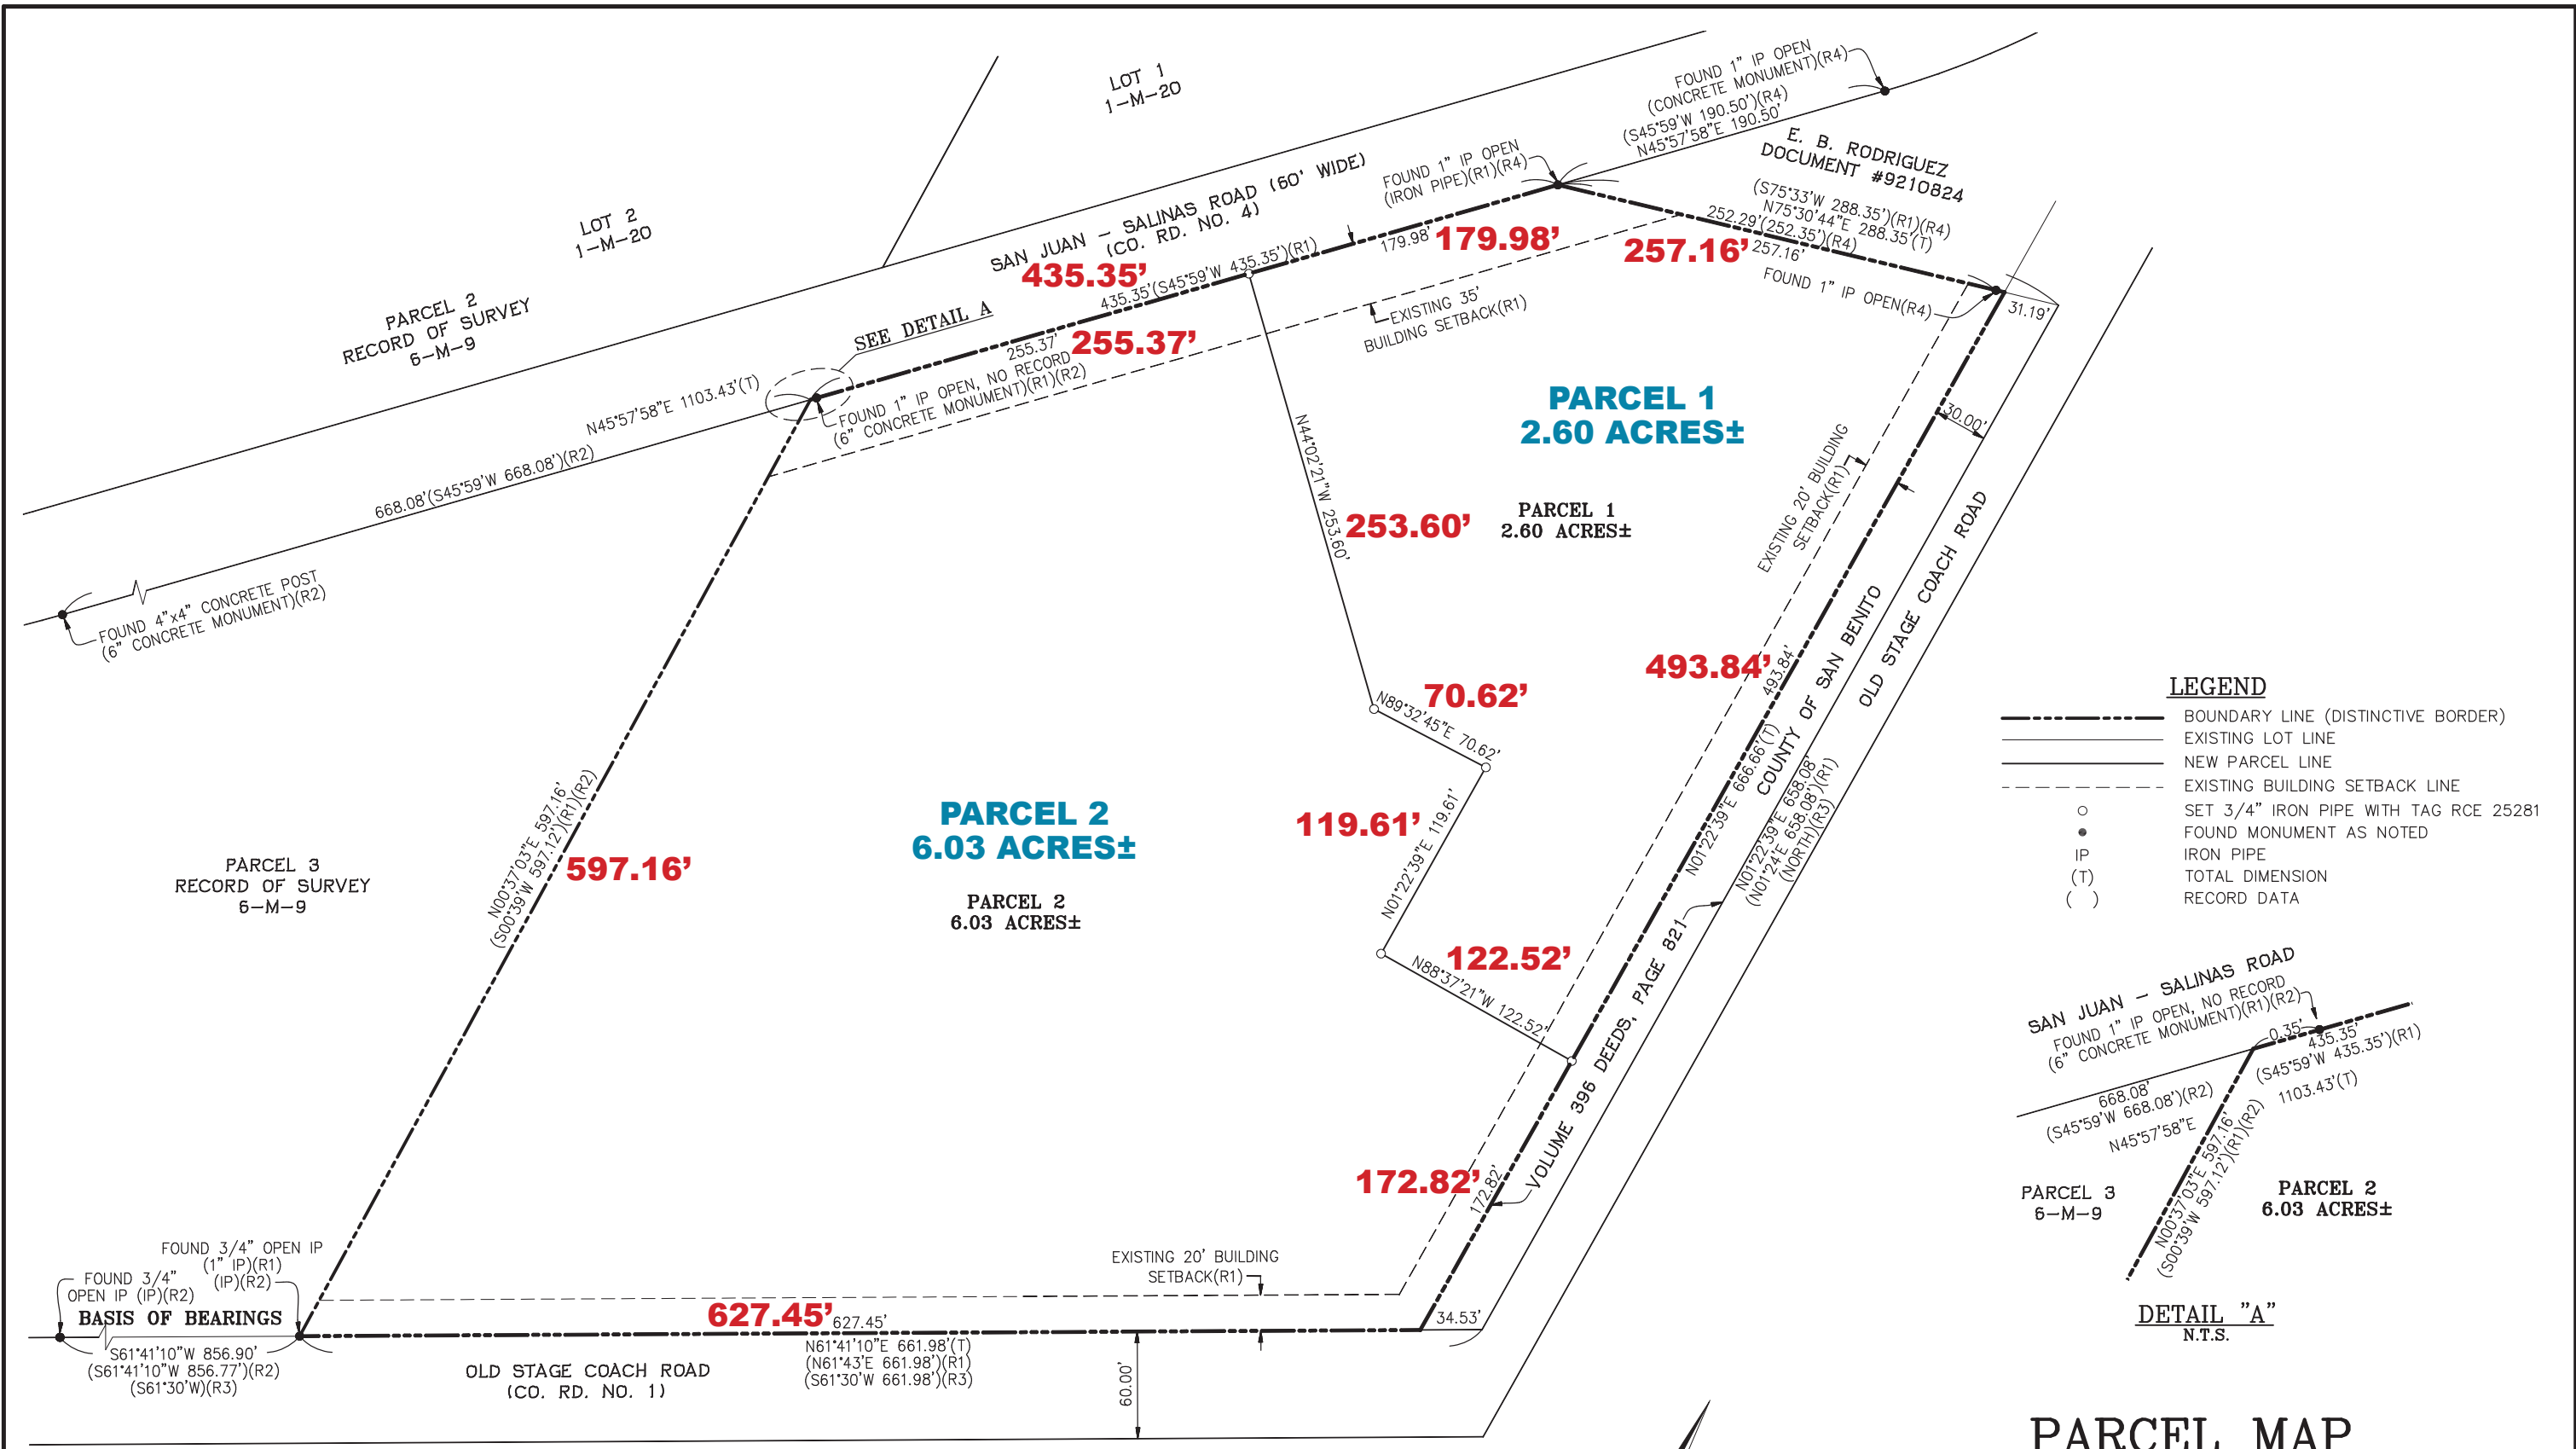 LOT 1
1-M-20
LOT 2
1-M-20
PARCEL 2
RECORD OF SURVEY
6-M-9
SAN JUAN - SALINAS ROAD (60' WIDE)
(CO. RD. NO. 4)
FOUND 1" IP OPEN
(CONCRETE MONUMENT)(R4)
(S45°59'W 190.50')(R4)
N45°57'58"E 190.50'
FOUND 1" IP OPEN
(IRON PIPE)(R1)(R4)
E. B. RODRIGUEZ
DOCUMENT #9210824
(S75°33'W 288.35')(R1)(R4)
N75°30'44"E 288.35'(T)
252.29'(252.35')(R4)
257.16'
257.16'
FOUND 1" IP OPEN(R4)
31.19'
179.98'
179.98'
435.35'
435.35'(S45°59'W 435.35')(R1)
SEE DETAIL A
255.37'
255.37'
FOUND 1" IP OPEN, NO RECORD
(6" CONCRETE MONUMENT)(R1)(R2)
EXISTING 35'
BUILDING SETBACK(R1)
N45°57'58"E 1103.43'(T)
668.08'(S45°59'W 668.08')(R2)
FOUND 4"x4" CONCRETE POST
(6" CONCRETE MONUMENT)(R2)
PARCEL 1
2.60 ACRES±
PARCEL 1
2.60 ACRES±
N44°02'21"W 253.60'
253.60'
EXISTING 20' BUILDING
SETBACK(R1)
30.00'
OLD STAGE COACH ROAD
COUNTY OF SAN BENITO
493.84'
493.84'
N01°22'39"E 666.66'(T)
N01°22'39"E 658.08'
(N01°24'E 658.08')(R1)
(NORTH)(R3)
70.62'
N89°32'45"E 70.62'
119.61'
N01°22'39"E 119.61'
122.52'
N88°37'21"W 122.52'
VOLUME 396 DEEDS, PAGE 821
172.82'
172.82'
PARCEL 2
6.03 ACRES±
PARCEL 2
6.03 ACRES±
N00°37'03"E 597.16'
(S00°39'W 597.12')(R1)(R2)
597.16'
PARCEL 3
RECORD OF SURVEY
6-M-9
FOUND 3/4" OPEN IP
(1" IP)(R1)
(IP)(R2)
FOUND 3/4"
OPEN IP (IP)(R2)
BASIS OF BEARINGS
S61°41'10"W 856.90'
(S61°41'10"W 856.77')(R2)
(S61°30'W)(R3)
EXISTING 20' BUILDING
SETBACK(R1)
627.45'
627.45'
34.53'
N61°41'10"E 661.98'(T)
(N61°43'E 661.98')(R1)
(S61°30'W 661.98')(R3)
OLD STAGE COACH ROAD
(CO. RD. NO. 1)
60.00'
LEGEND
BOUNDARY LINE (DISTINCTIVE BORDER)
EXISTING LOT LINE
NEW PARCEL LINE
EXISTING BUILDING SETBACK LINE
SET 3/4" IRON PIPE WITH TAG RCE 25281
FOUND MONUMENT AS NOTED
IP IRON PIPE
(T) TOTAL DIMENSION
( ) RECORD DATA
SAN JUAN - SALINAS ROAD
FOUND 1" IP OPEN, NO RECORD
(6" CONCRETE MONUMENT)(R1)(R2)
0.35'
435.35'
(S45°59'W 435.35')(R1)
1103.43'(T)
668.08'
(S45°59'W 668.08')(R2)
N45°57'58"E
N00°37'03"E 597.16'
(S00°39'W 597.12')(R1)(R2)
PARCEL 3
6-M-9
PARCEL 2
6.03 ACRES±
DETAIL "A"
N.T.S.
PARCEL MAP